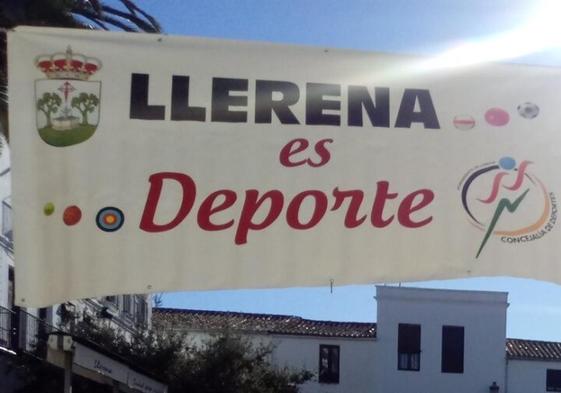 LLERENA
es
Deporte
CONCEJALÍA DE DEPORTES